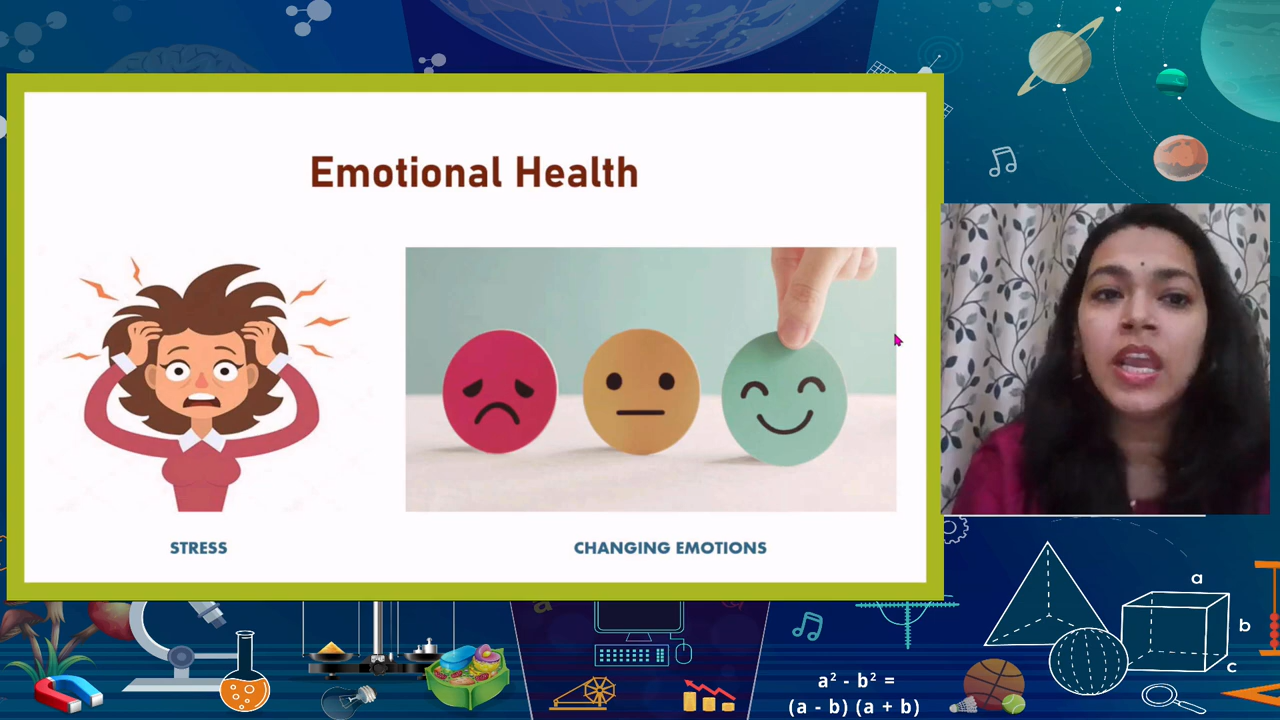 Emotional Health
STRESS
CHANGING EMOTIONS
a
b
c
a² - b² =
(a - b) (a + b)